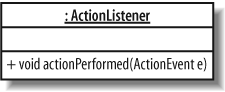 : ActionListener
+ void actionPerformed(ActionEvent e)